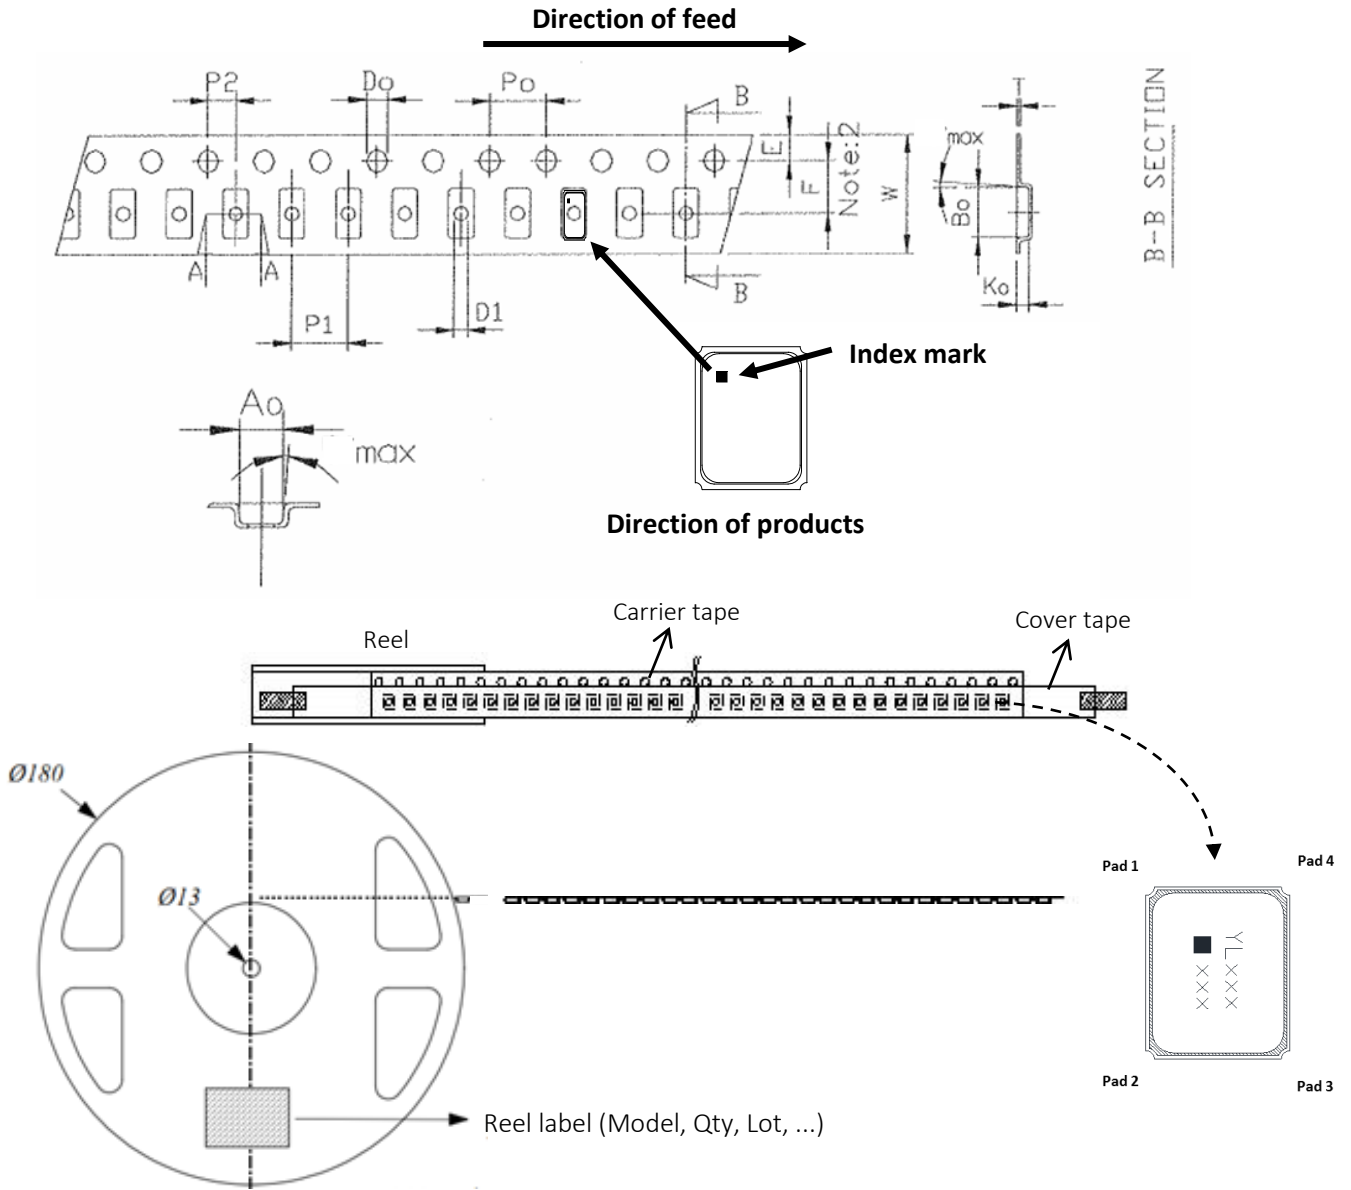 Direction of feed
P2
Do
Po
B
T
B-B SECTION
max
E
F
Note:2
W
Bo
A
A
B
Ko
P1
D1
Index mark
Ao
max
Direction of products
Carrier tape
Cover tape
Reel
Ø180
Ø13
Pad 1
Pad 4
YLXXX
■XXX
Pad 2
Pad 3
Reel label (Model, Qty, Lot, ...)